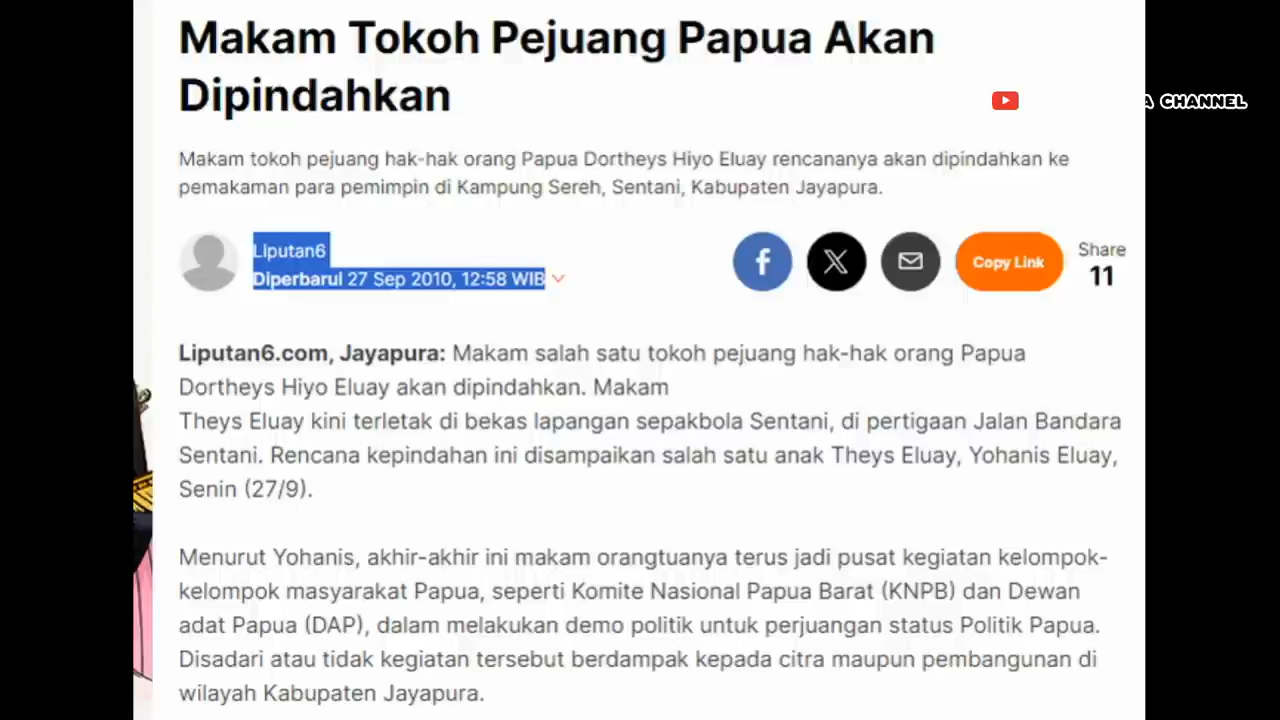 Makam Tokoh Pejuang Papua Akan
Dipindahkan
A CHANNEL
Makam tokoh pejuang hak-hak orang Papua Dortheys Hiyo Eluay rencananya akan dipindahkan ke
pemakaman para pemimpin di Kampung Sereh, Sentani, Kabupaten Jayapura.
Liputan6
Diperbarui 27 Sep 2010, 12:58 WIB
Copy Link
Share
11
Liputan6.com, Jayapura: Makam salah satu tokoh pejuang hak-hak orang Papua
Dortheys Hiyo Eluay akan dipindahkan. Makam
Theys Eluay kini terletak di bekas lapangan sepakbola Sentani, di pertigaan Jalan Bandara
Sentani. Rencana kepindahan ini disampaikan salah satu anak Theys Eluay, Yohanis Eluay,
Senin (27/9).
Menurut Yohanis, akhir-akhir ini makam orangtuanya terus jadi pusat kegiatan kelompok-
kelompok masyarakat Papua, seperti Komite Nasional Papua Barat (KNPB) dan Dewan
adat Papua (DAP), dalam melakukan demo politik untuk perjuangan status Politik Papua.
Disadari atau tidak kegiatan tersebut berdampak kepada citra maupun pembangunan di
wilayah Kabupaten Jayapura.